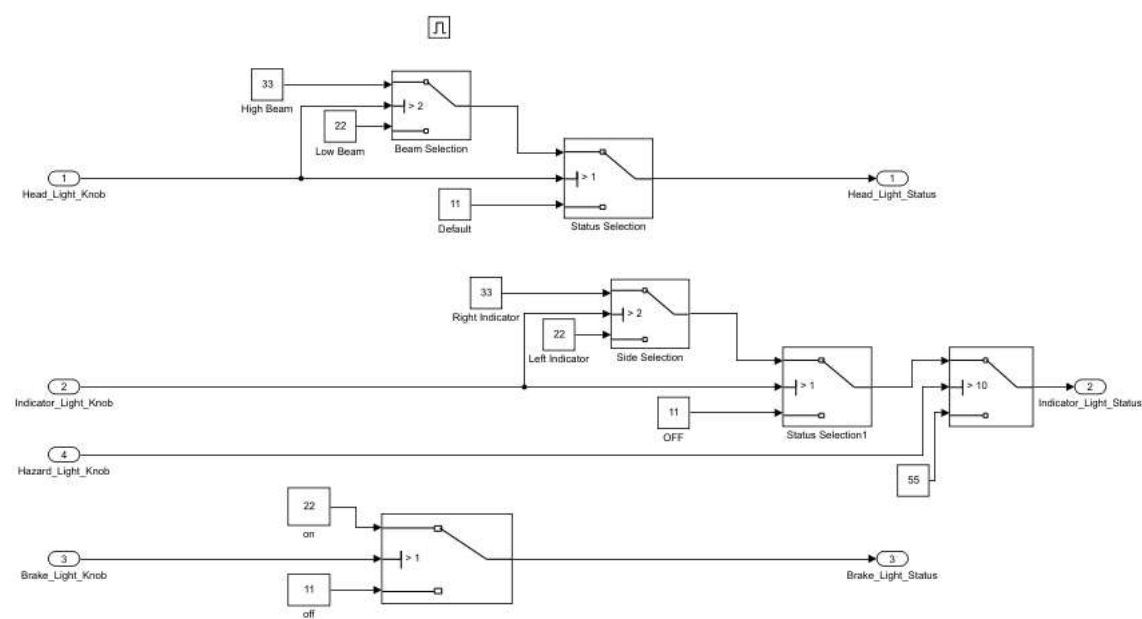 33
High Beam
> 2
22
Low Beam
Beam Selection
1
Head_Light_Knob
> 1
11
Default
Status Selection
1
Head_Light_Status
33
Right Indicator
> 2
22
Left Indicator
Side Selection
2
Indicator_Light_Knob
> 1
11
OFF
Status Selection1
> 10
2
Indicator_Light_Status
4
Hazard_Light_Knob
55
22
on
3
Brake_Light_Knob
> 1
11
off
3
Brake_Light_Status